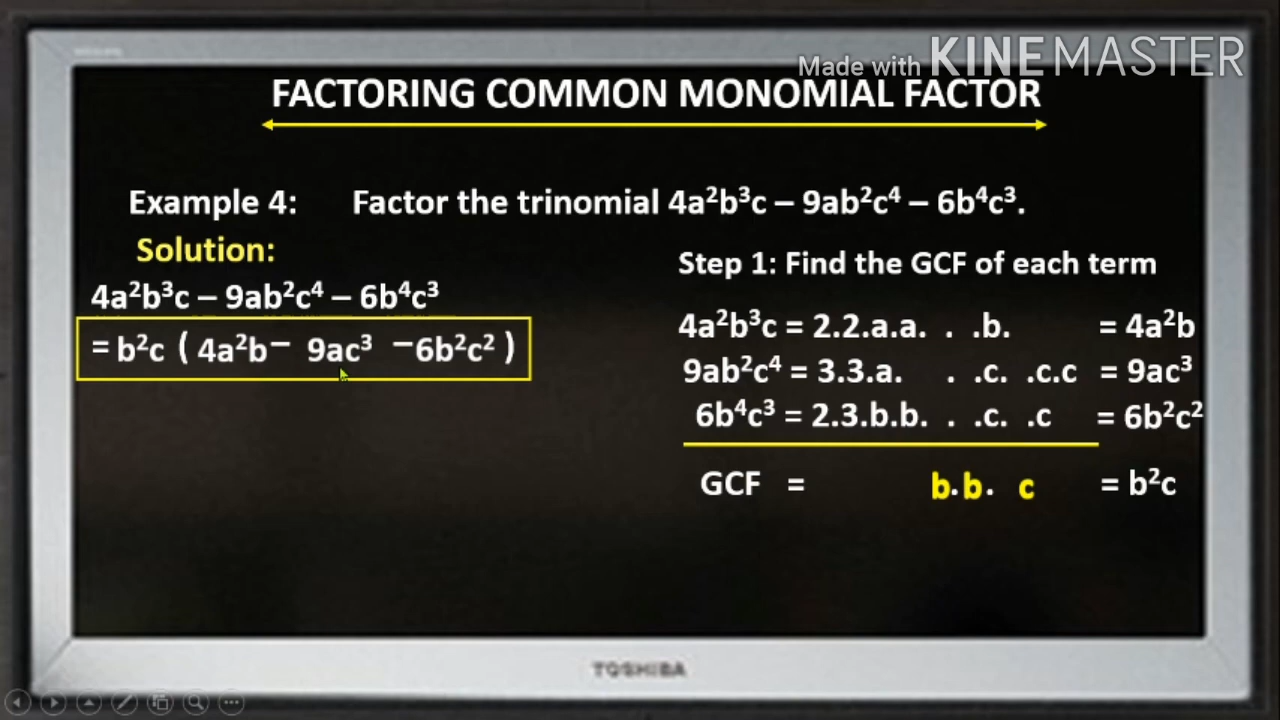 Made with KINEMASTER
FACTORING COMMON MONOMIAL FACTOR
Example 4: Factor the trinomial 4a²b³c – 9ab²c⁴ – 6b⁴c³.
Solution:
4a²b³c – 9ab²c⁴ – 6b⁴c³
= b²c ( 4a²b – 9ac³ – 6b²c² )
Step 1: Find the GCF of each term
4a²b³c = 2.2.a.a. . .b. = 4a²b
9ab²c⁴ = 3.3.a. . .c. .c.c = 9ac³
6b⁴c³ = 2.3.b.b. . .c. .c = 6b²c²
GCF = b.b. c = b²c
TOSHIBA